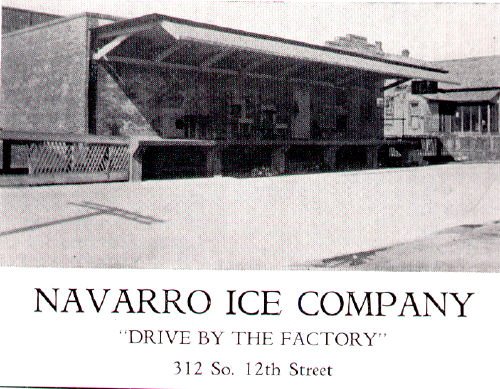 NAVARRO ICE COMPANY
"DRIVE BY THE FACTORY"
312 So. 12th Street